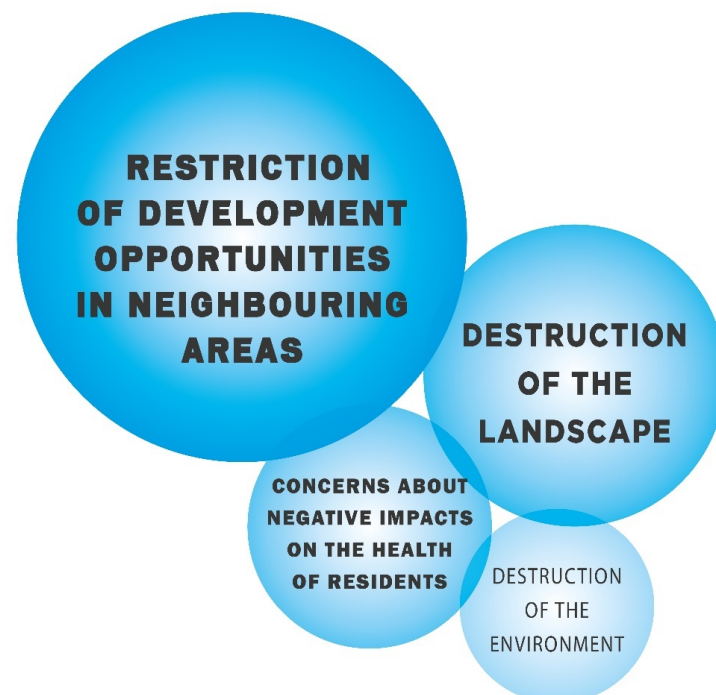 RESTRICTION
OF DEVELOPMENT
OPPORTUNITIES
IN NEIGHBOURING
AREAS
DESTRUCTION
OF THE
LANDSCAPE
CONCERNS ABOUT
NEGATIVE IMPACTS
ON THE HEALTH
OF RESIDENTS
DESTRUCTION
OF THE
ENVIRONMENT